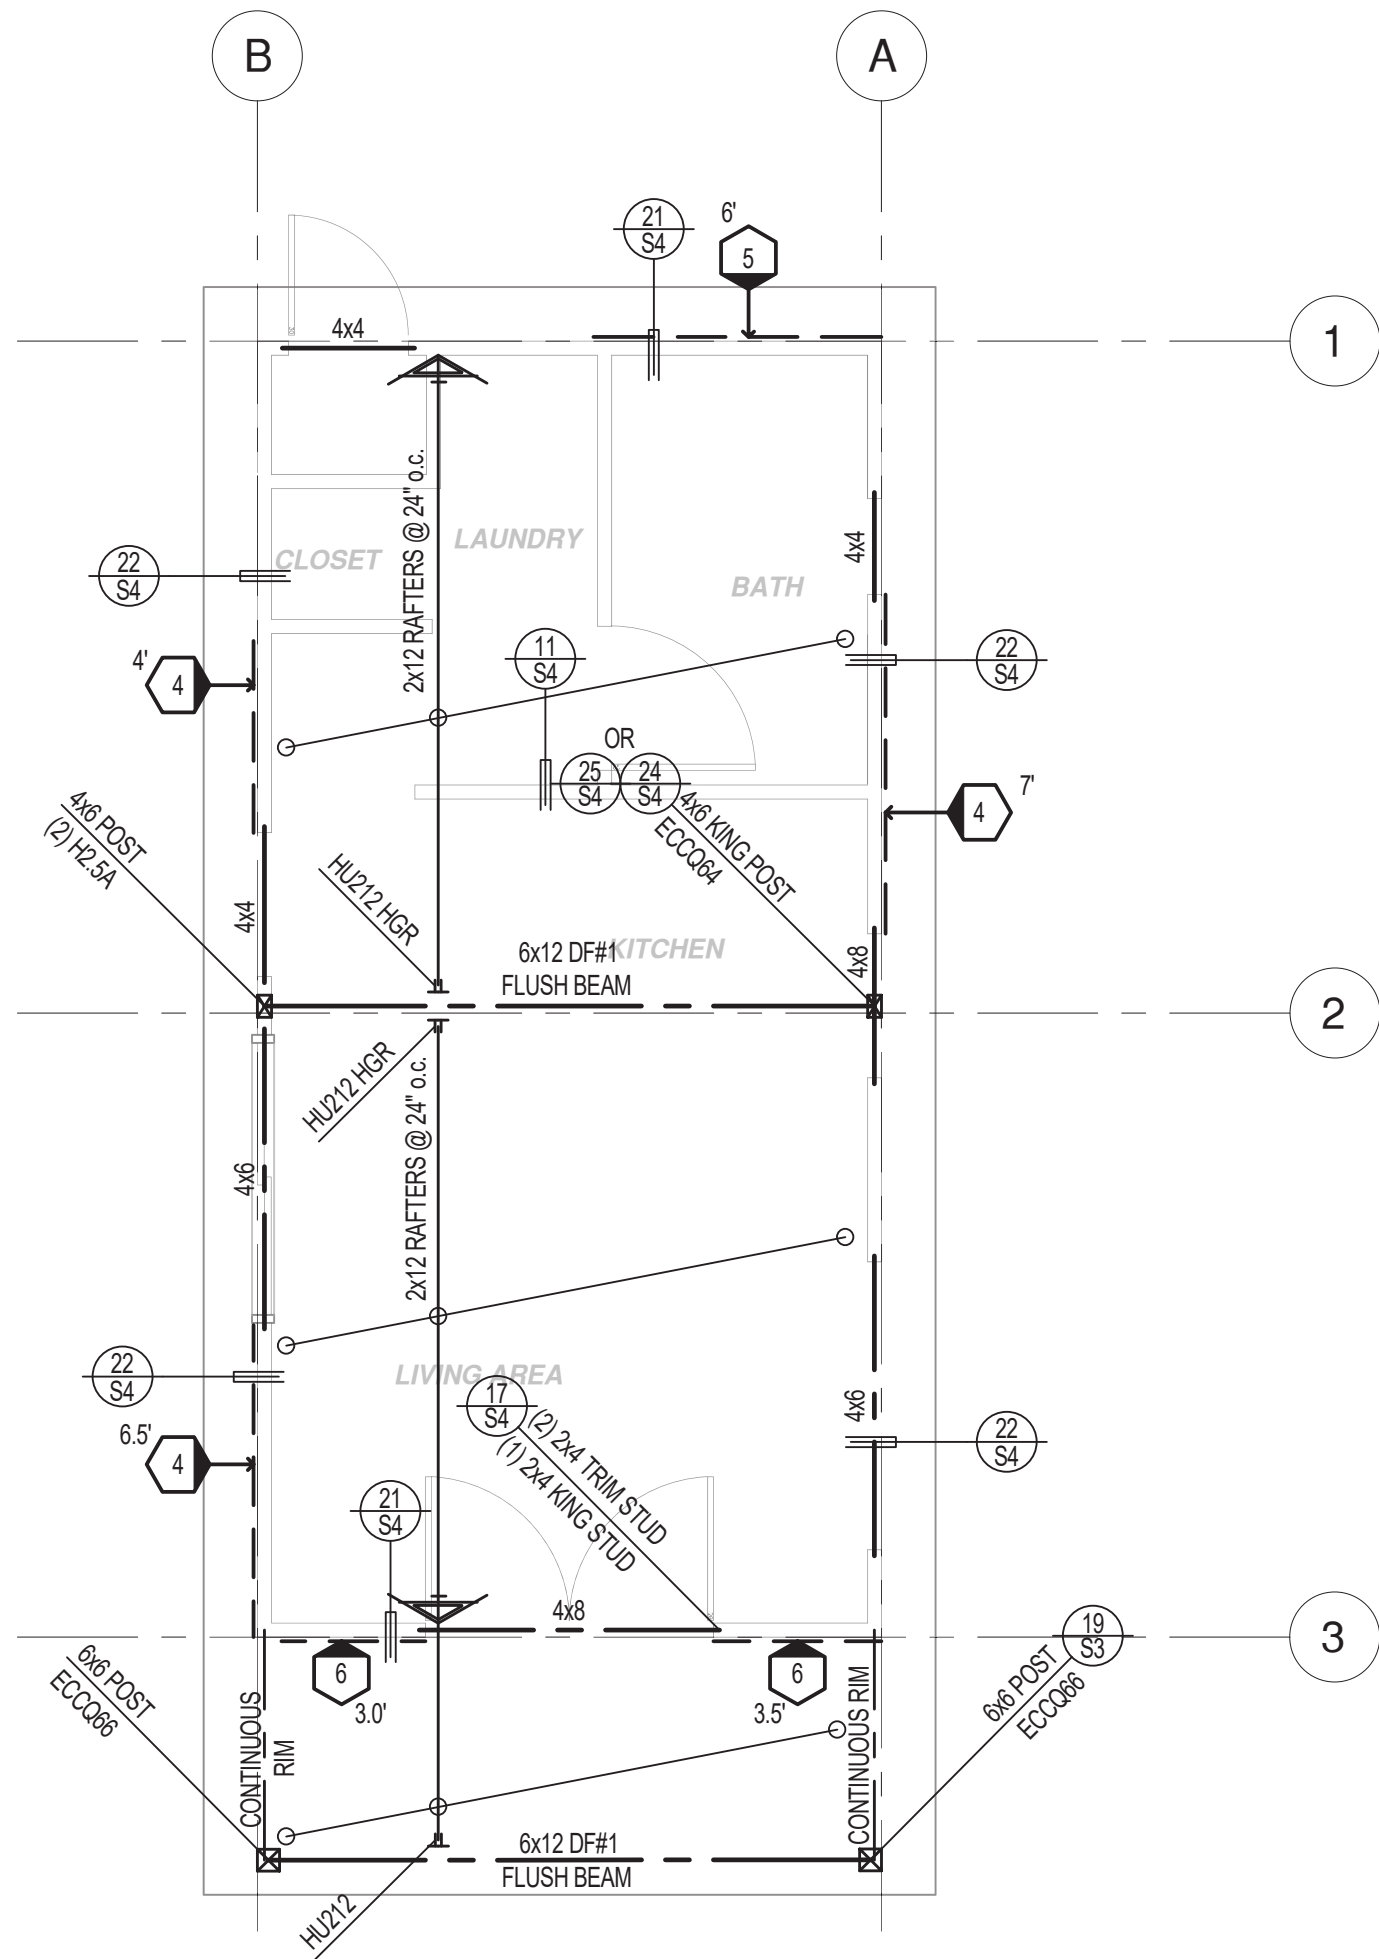 B
A
21
S4
6'
5
4x4
1
2x12 RAFTERS @ 24" o.c.
LAUNDRY
CLOSET
BATH
4x4
22
S4
11
S4
22
S4
4'
4
OR
25
S4
24
S4
7'
4
4x6 POST
(2) H2.5A
4x6 KING POST
ECCQ64
HU212 HGR
4x4
KITCHEN
6x12 DF#1
FLUSH BEAM
4x8
2
HU212 HGR
2x12 RAFTERS @ 24" o.c.
4x6
LIVING AREA
22
S4
17
S4
(2) 2x4 TRIM STUD
(1) 2x4 KING STUD
4x6
22
S4
6.5'
4
21
S4
4x8
3
19
S3
6x6 POST
ECCQ66
6
3.0'
6
3.5'
6x6 POST
ECCQ66
CONTINUOUS
RIM
CONTINUOUS RIM
6x12 DF#1
FLUSH BEAM
HU212